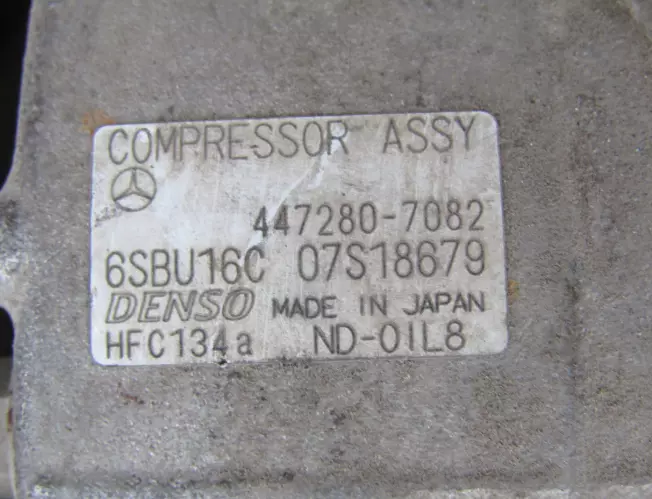 COMPRESSOR ASSY
447280-7082
6SBU16C 07S18679
DENSO MADE IN JAPAN
HFC134a ND-OIL8